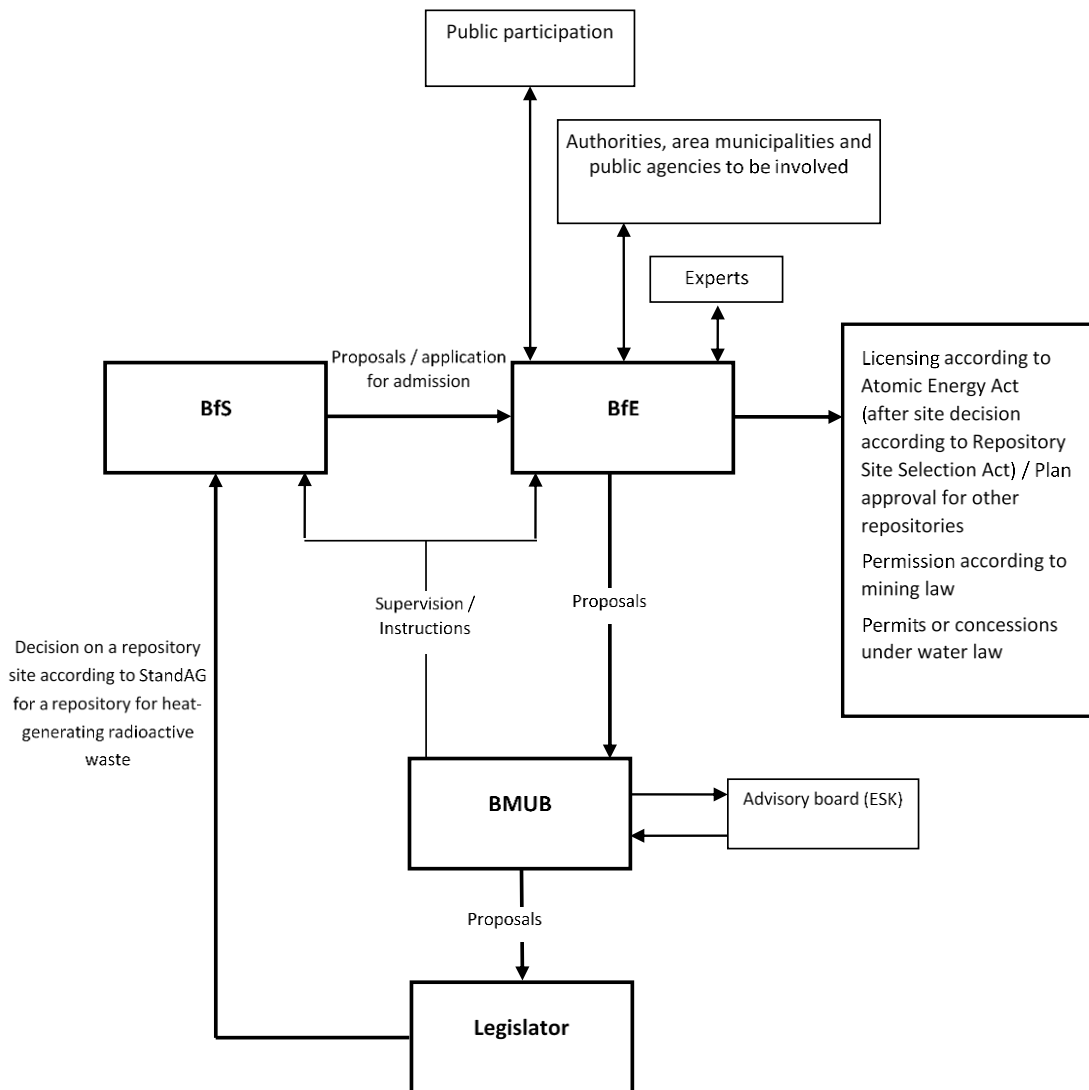 Public participation
Authorities, area municipalities and
public agencies to be involved
Experts
Proposals / application
for admission
BfS
BfE
Licensing according to
Atomic Energy Act
(after site decision
according to Repository
Site Selection Act) / Plan
approval for other
repositories
Permission according to
mining law
Permits or concessions
under water law
Supervision /
Instructions
Proposals
Decision on a repository
site according to StandAG
for a repository for heat-
generating radioactive
waste
BMUB
Advisory board (ESK)
Proposals
Legislator